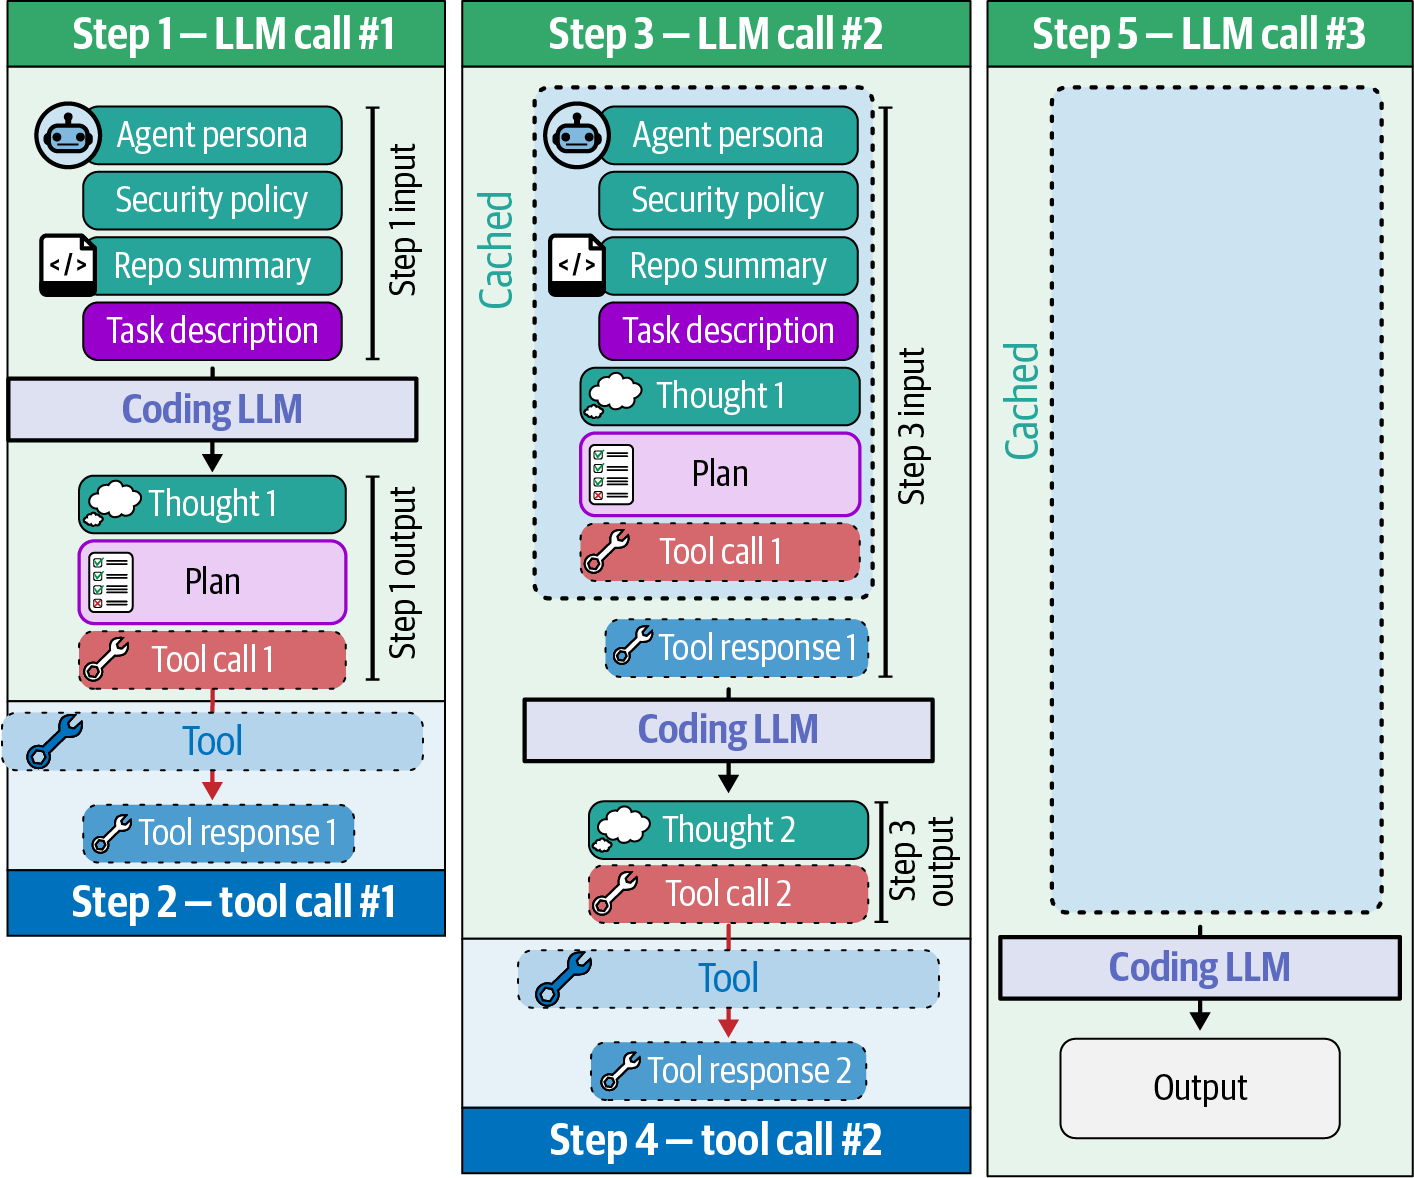 Step 1 — LLM call #1
Agent persona
Security policy
</>
Repo summary
Task description
Step 1 input
Coding LLM
Thought 1
Plan
Tool call 1
Step 1 output
Tool
Tool response 1
Step 2 — tool call #1
Step 3 — LLM call #2
Cached
Agent persona
Security policy
</>
Repo summary
Task description
Thought 1
Plan
Tool call 1
Tool response 1
Step 3 input
Coding LLM
Thought 2
Tool call 2
Step 3
output
Tool
Tool response 2
Step 4 — tool call #2
Step 5 — LLM call #3
Cached
Coding LLM
Output